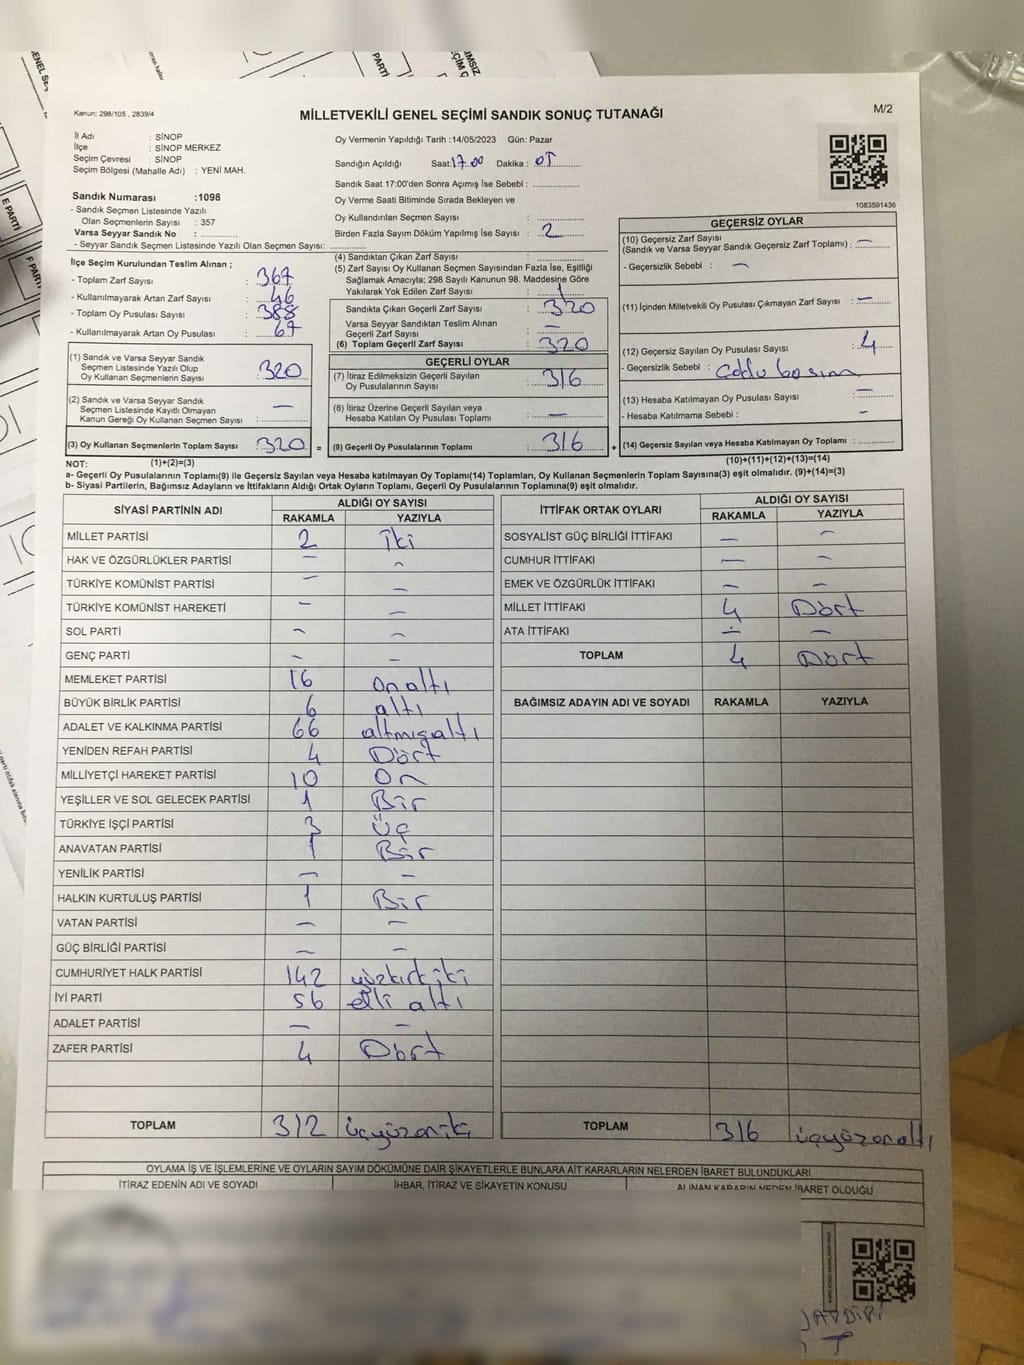 Kanun; 298/105 , 2839/4
MİLLETVEKİLİ GENEL SEÇİMİ SANDIK SONUÇ TUTANAĞI
M/2
İl Adı : SİNOP
İlçe : SİNOP MERKEZ
Seçim Çevresi : SİNOP
Seçim Bölgesi (Mahalle Adı) : YENİ MAH.
Sandık Numarası :1098
- Sandık Seçmen Listesinde Yazılı
Olan Seçmenlerin Sayısı : 357
Varsa Seyyar Sandık No :
- Seyyar Sandık Seçmen Listesinde Yazılı Olan Seçmen Sayısı:
Oy Vermenin Yapıldığı Tarih :14/05/2023 Gün: Pazar
Sandığın Açıldığı Saat:17.00 Dakika :
Sandık Saat 17:00'den Sonra Açımış İse Sebebi :
Oy Verme Saati Bitiminde Sırada Bekleyen ve
Oy Kullandırılan Seçmen Sayısı :
Birden Fazla Sayım Döküm Yapılmış İse Sayısı : 2
1083591436
İlçe Seçim Kurulundan Teslim Alınan ;
- Toplam Zarf Sayısı : 367
- Kullanılmayarak Artan Zarf Sayısı : 46
- Toplam Oy Pusulası Sayısı : 388
- Kullanılmayarak Artan Oy Pusulası : 67
(4) Sandıktan Çıkan Zarf Sayısı :
(5) Zarf Sayısı Oy Kullanan Seçmen Sayısından Fazla İse, Eşitliği
Sağlamak Amacıyla; 298 Sayılı Kanunun 98. Maddesine Göre
Yakılarak Yok Edilen Zarf Sayısı : 1
Sandıkta Çıkan Geçerli Zarf Sayısı : 320
Varsa Seyyar Sandıktan Teslim Alınan
Geçerli Zarf Sayısı : —
(6) Toplam Geçerli Zarf Sayısı : 320
GEÇERSİZ OYLAR
(10) Geçersiz Zarf Sayısı
(Sandık ve Varsa Seyyar Sandık Geçersiz Zarf Toplamı) : —
- Geçersizlik Sebebi : —
(11) İçinden Milletvekili Oy Pusulası Çıkmayan Zarf Sayısı : —
(12) Geçersiz Sayılan Oy Pusulası Sayısı : 4
- Geçersizlik Sebebi :
(13) Hesaba Katılmayan Oy Pusulası Sayısı : —
- Hesaba Katılmama Sebebi : —
(14) Geçersiz Sayılan veya Hesaba Katılmayan Oy Toplamı :
(10)+(11)+(12)+(13)=(14)
(1) Sandık ve Varsa Seyyar Sandık
Seçmen Listesinde Yazılı Olup
Oy Kullanan Seçmenlerin Sayısı : 320
(2) Sandık ve Varsa Seyyar Sandık
Seçmen Listesinde Kayıtlı Olmayan
Kanun Gereği Oy Kullanan Seçmen Sayısı : —
(3) Oy Kullanan Seçmenlerin Toplam Sayısı : 320 =
(1)+(2)=(3)
GEÇERLİ OYLAR
(7) İtiraz Edilmeksizin Geçerli Sayılan
Oy Pusulalarının Sayısı : 316
(8) İtiraz Üzerine Geçerli Sayılan veya
Hesaba Katılan Oy Pusulası Toplamı : —
(9) Geçerli Oy Pusulalarının Toplamı : 316 +
NOT:
a- Geçerli Oy Pusulası Toplamı(9) ile Geçersiz Sayılan veya Hesaba katılmayan Oy Toplamı(14) Toplamları, Oy Kullanan Seçmenlerin Toplam Sayısına(3) eşit olmalıdır. (9)+(14)=(3)
b- Siyasi Partilerin, Bağımsız Adayların ve İttifakların Aldığı Ortak Oyların Toplamı, Geçerli Oy Pusulalarının Toplamına(9) eşit olmalıdır.
SİYASİ PARTİNİN ADI
ALDIĞI OY SAYISI
RAKAMLA YAZIYLA
MİLLET PARTİSİ 2 iki
HAK VE ÖZGÜRLÜKLER PARTİSİ — —
TÜRKİYE KOMÜNİST PARTİSİ — —
TÜRKİYE KOMÜNİST HAREKETİ — —
SOL PARTİ — —
GENÇ PARTİ — —
MEMLEKET PARTİSİ 16 onaltı
BÜYÜK BİRLİK PARTİSİ 6 altı
ADALET VE KALKINMA PARTİSİ 66 altmışaltı
YENİDEN REFAH PARTİSİ 4 Dört
MİLLİYETÇİ HAREKET PARTİSİ 10 On
YEŞİLLER VE SOL GELECEK PARTİSİ 1 Bir
TÜRKİYE İŞÇİ PARTİSİ 3 Üç
ANAVATAN PARTİSİ 1 Bir
YENİLİK PARTİSİ — —
HALKIN KURTULUŞ PARTİSİ 1 Bir
VATAN PARTİSİ — —
GÜÇ BİRLİĞİ PARTİSİ — —
CUMHURİYET HALK PARTİSİ 142 yüzkırkiki
İYİ PARTİ 56 elli altı
ADALET PARTİSİ — —
ZAFER PARTİSİ 4 Dört
TOPLAM 312 üçyüzoniki
İTTİFAK ORTAK OYLARI
ALDIĞI OY SAYISI
RAKAMLA YAZIYLA
SOSYALİST GÜÇ BİRLİĞİ İTTİFAKI — —
CUMHUR İTTİFAKI — —
EMEK VE ÖZGÜRLÜK İTTİFAKI — —
MİLLET İTTİFAKI 4 Dört
ATA İTTİFAKI — —
TOPLAM 4 Dört
BAĞIMSIZ ADAYIN ADI VE SOYADI RAKAMLA YAZIYLA
TOPLAM 316 üçyüzonaltı
OYLAMA İŞ VE İŞLEMLERİNE VE OYLARIN SAYIM DÖKÜMÜNE DAİR ŞİKAYETLERLE BUNLARA AİT KARARLARIN NELERDEN İBARET BULUNDUKLARI
İTİRAZ EDENİN ADI VE SOYADI İHBAR, İTİRAZ VE ŞİKAYETİN KONUSU ALINAN KARARIN NEDEN İBARET OLDUĞU